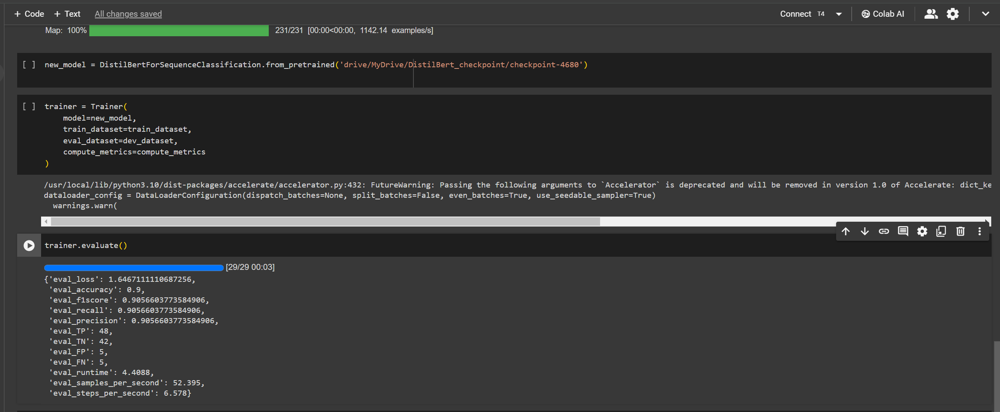 + Code + Text All changes saved Connect T4 Colab AI
Map: 100% 231/231 [00:00<00:00, 1142.14 examples/s]
[ ] new_model = DistilBertForSequenceClassification.from_pretrained('drive/MyDrive/DistilBert_checkpoint/checkpoint-4680')
[ ] trainer = Trainer(
    model=new_model,
    train_dataset=train_dataset,
    eval_dataset=dev_dataset,
    compute_metrics=compute_metrics
)
/usr/local/lib/python3.10/dist-packages/accelerate/accelerator.py:432: FutureWarning: Passing the following arguments to `Accelerator` is deprecated and will be removed in version 1.0 of Accelerate: dict_ke
dataloader_config = DataLoaderConfiguration(dispatch_batches=None, split_batches=False, even_batches=True, use_seedable_sampler=True)
  warnings.warn(
trainer.evaluate()
[29/29 00:03]
{'eval_loss': 1.6467111110687256,
 'eval_accuracy': 0.9,
 'eval_f1score': 0.9056603773584906,
 'eval_recall': 0.9056603773584906,
 'eval_precision': 0.9056603773584906,
 'eval_TP': 48,
 'eval_TN': 42,
 'eval_FP': 5,
 'eval_FN': 5,
 'eval_runtime': 4.4088,
 'eval_samples_per_second': 52.395,
 'eval_steps_per_second': 6.578}